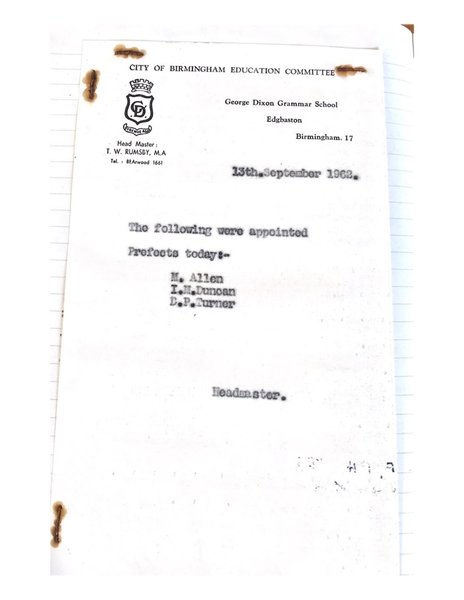 CITY OF BIRMINGHAM EDUCATION COMMITTEE
GD
Head Master:
T. W. RUMSBY, M.A
Tel. : BEArwood 1661
George Dixon Grammar School
Edgbaston
Birmingham. 17
13th.September 1962.
The following were appointed
Prefects today:-
M. Allen
I.M.Duncan
D.P.Turner
Headmaster.